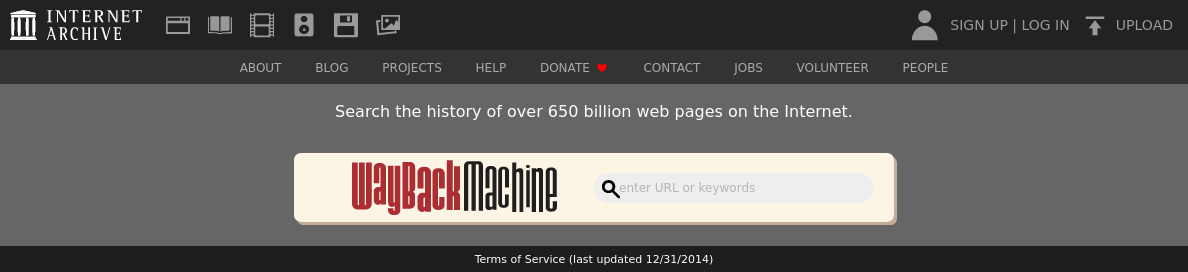 INTERNET ARCHIVE
SIGN UP | LOG IN
UPLOAD
ABOUT BLOG PROJECTS HELP DONATE CONTACT JOBS VOLUNTEER PEOPLE
Search the history of over 650 billion web pages on the Internet.
WayBackMachine
enter URL or keywords
Terms of Service (last updated 12/31/2014)